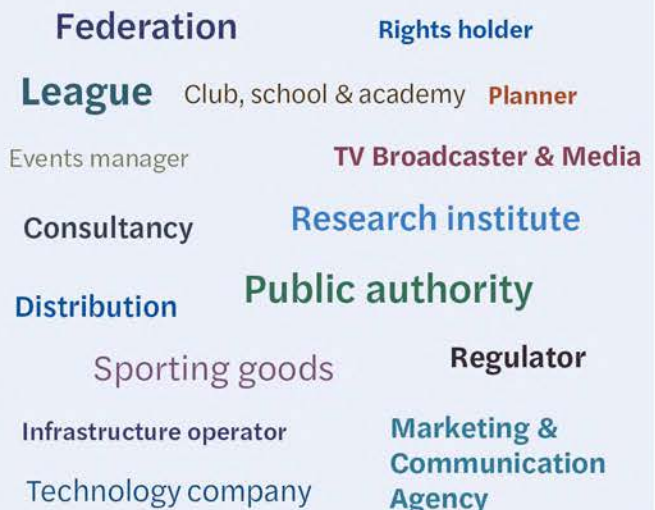 Federation
Rights holder
League
Club, school & academy
Planner
Events manager
TV Broadcaster & Media
Consultancy
Research institute
Distribution
Public authority
Sporting goods
Regulator
Infrastructure operator
Marketing &
Communication
Agency
Technology company